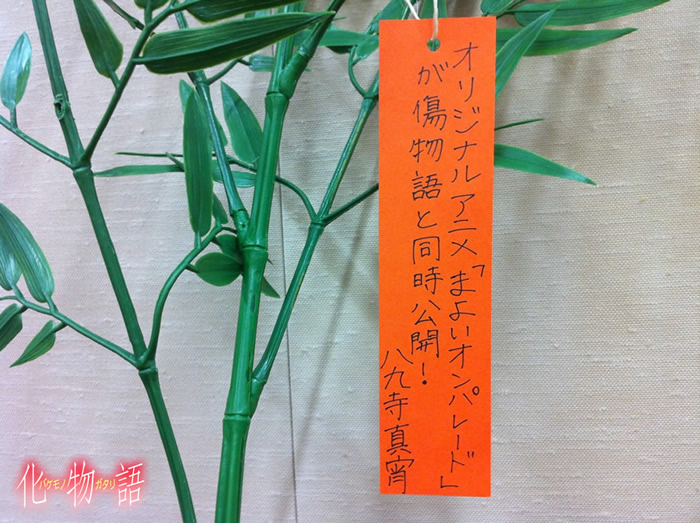 オリジナルアニメ「まよいオンパレード」
が傷物語と同時公開!
八九寺真宵
化物語
バケモノガタリ